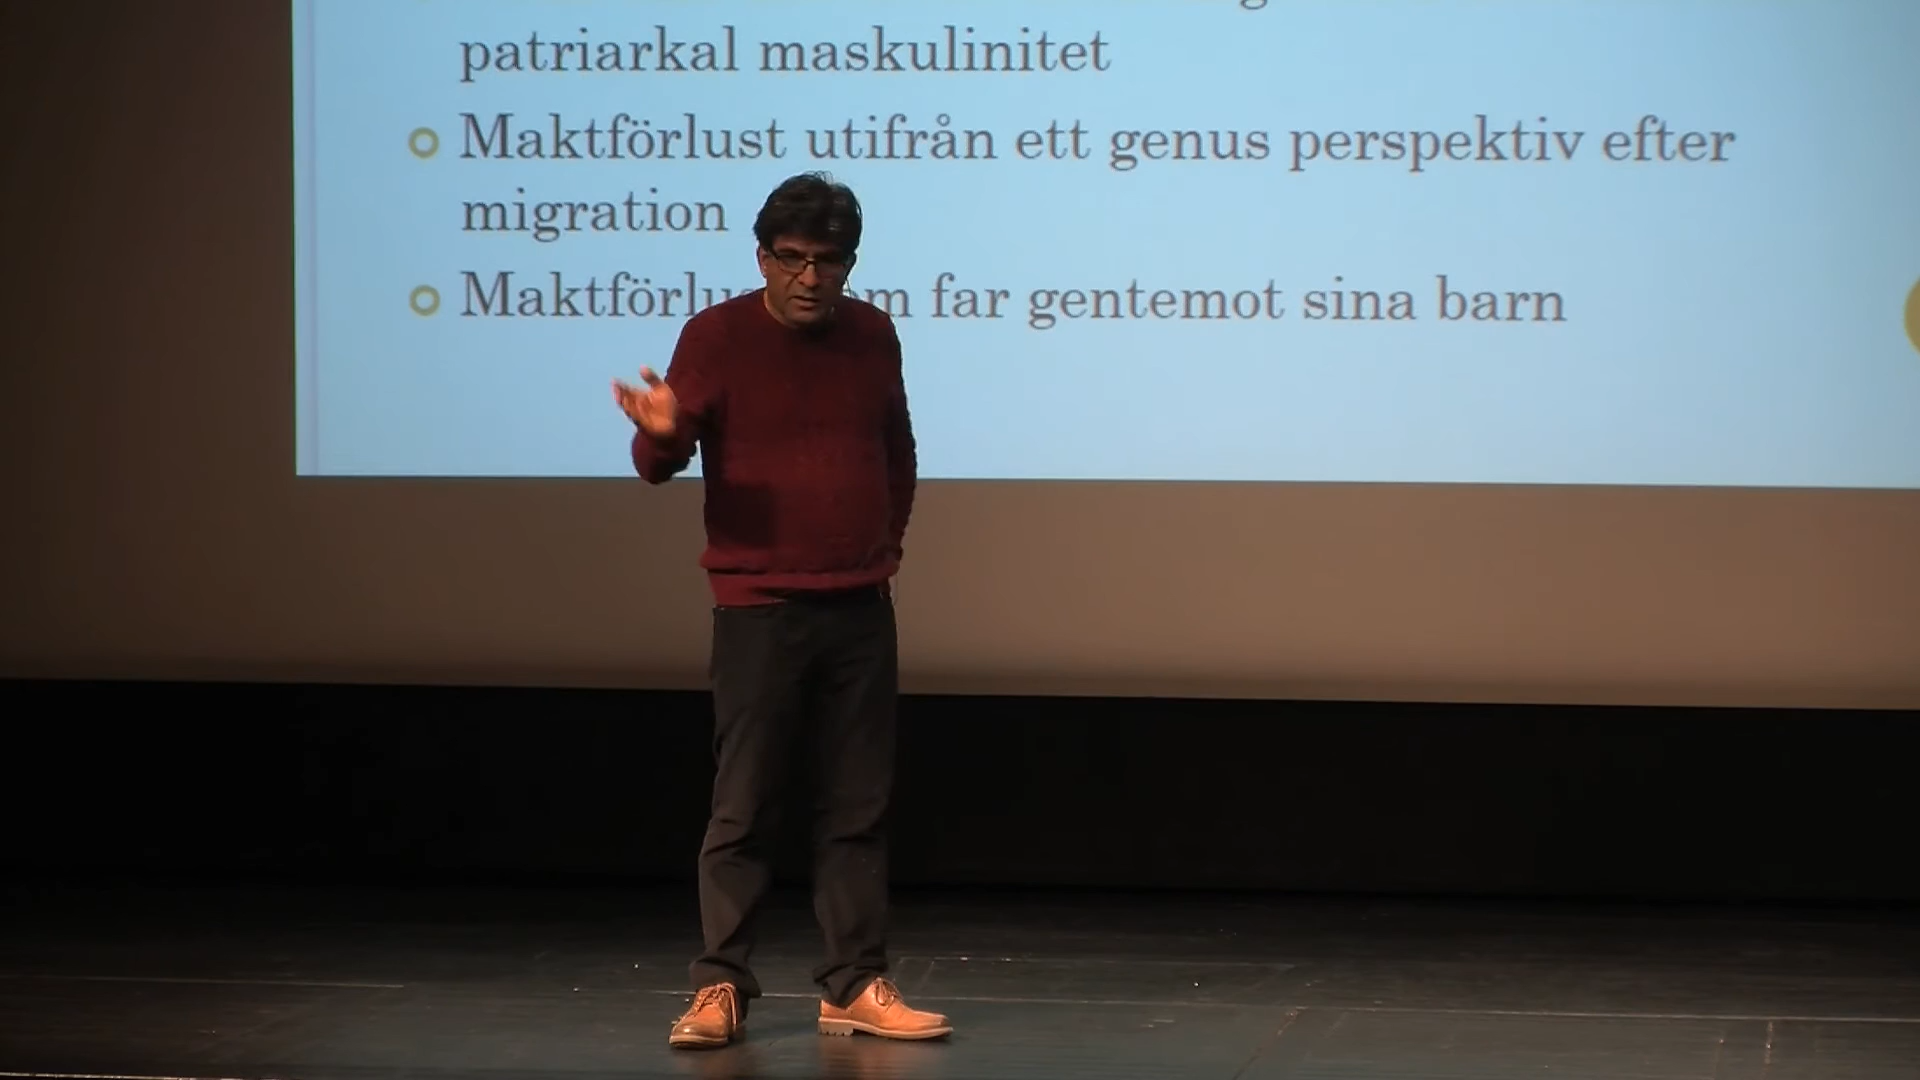 patriarkal maskulinitet
Maktförlust utifrån ett genus perspektiv efter
migration
far gentemot sina barn